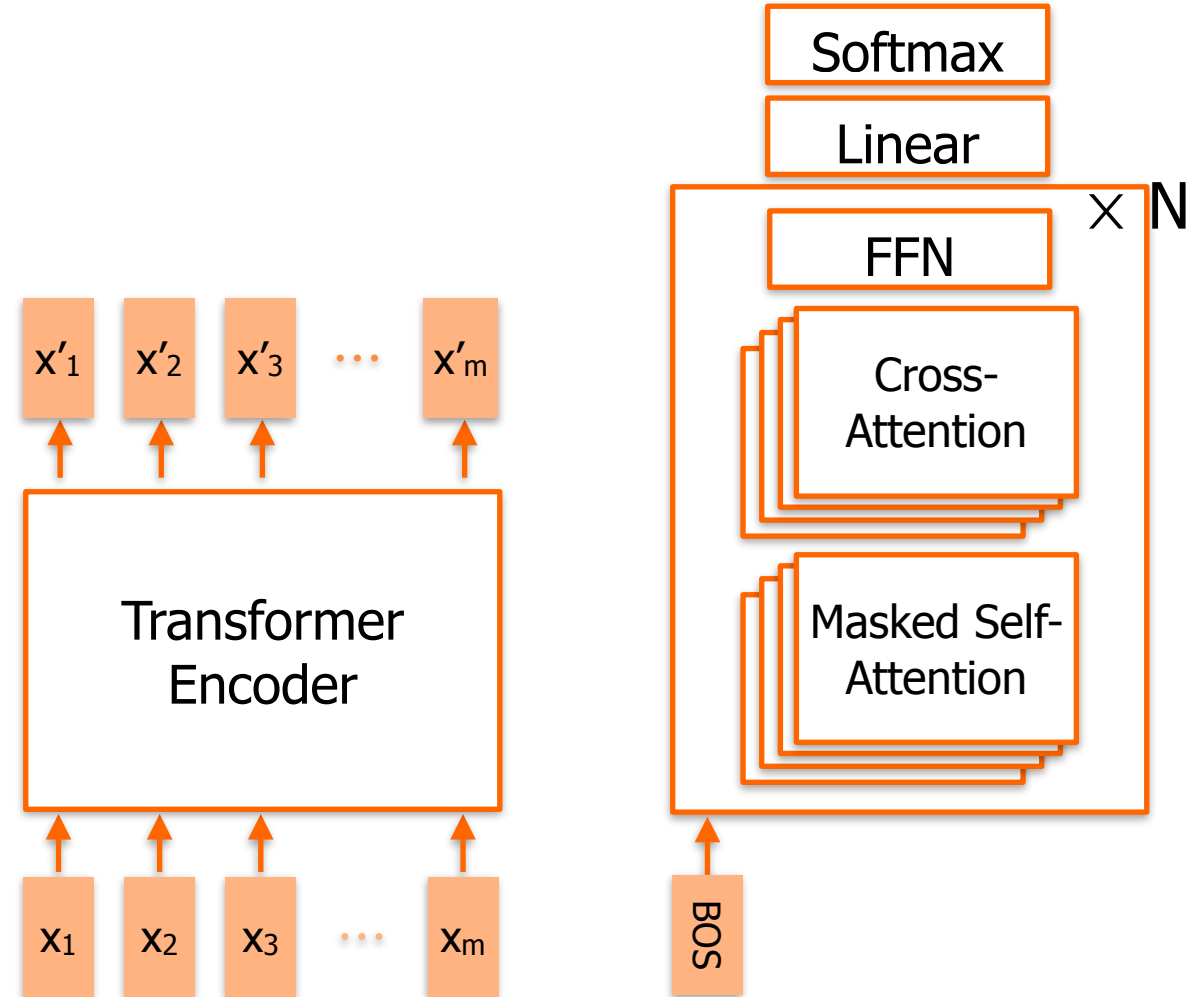 Softmax
Linear
× N
FFN
Cross-
Attention
Masked Self-
Attention
BOS
x′1 x′2 x′3 ··· x′m
Transformer
Encoder
x1 x2 x3 ··· xm